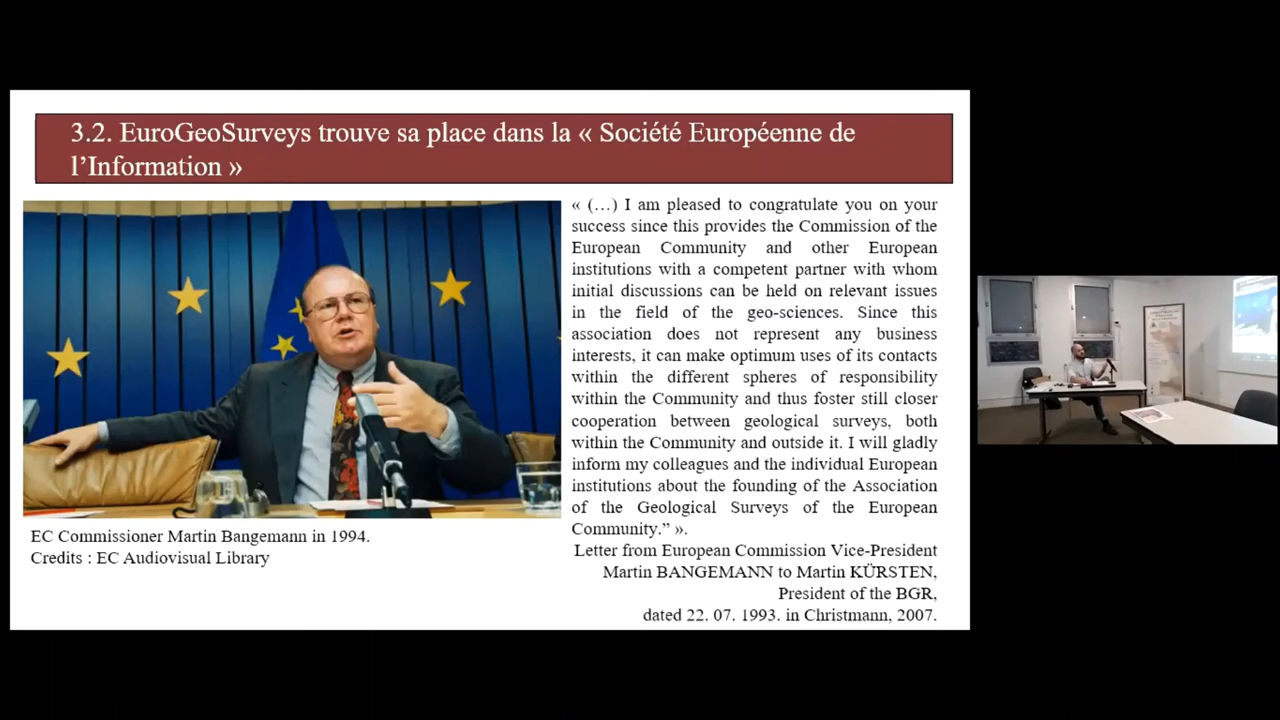 3.2. EuroGeoSurveys trouve sa place dans la « Société Européenne de
l’Information »
« (…) I am pleased to congratulate you on your
success since this provides the Commission of the
European Community and other European
institutions with a competent partner with whom
initial discussions can be held on relevant issues
in the field of the geo-sciences. Since this
association does not represent any business
interests, it can make optimum uses of its contacts
within the different spheres of responsibility
within the Community and thus foster still closer
cooperation between geological surveys, both
within the Community and outside it. I will gladly
inform my colleagues and the individual European
institutions about the founding of the Association
of the Geological Surveys of the European
Community.” ».
Letter from European Commission Vice-President
Martin BANGEMANN to Martin KÜRSTEN,
President of the BGR,
dated 22. 07. 1993. in Christmann, 2007.
EC Commissioner Martin Bangemann in 1994.
Credits : EC Audiovisual Library